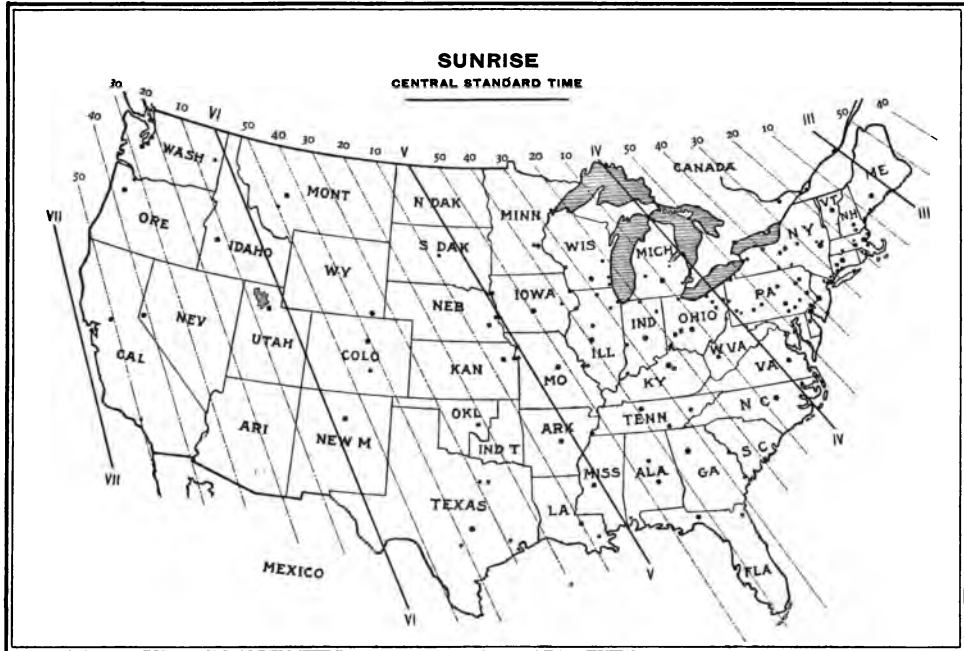 SUNRISE
CENTRAL STANDARD TIME
50 40 30 20 10 VI 50 40 30 20 10 V 50 40 30 20 10 IV 50 40 30 20 10 III 50 40
WASH
MONT
N DAK
MINN
CANADA
ME
VII
ORE
IDAHO
S DAK
WIS
MICH
NY
VT
NH
III
WY
NEB
IOWA
PA
CAL
NEV
UTAH
COLO
KAN
MO
ILL
IND
OHIO
W VA
VA
KY
ARI
NEW M
OKL
IND T
ARK
TENN
N C
S C
IV
VII
TEXAS
LA
MISS
ALA
GA
MEXICO
V
FLA
VI